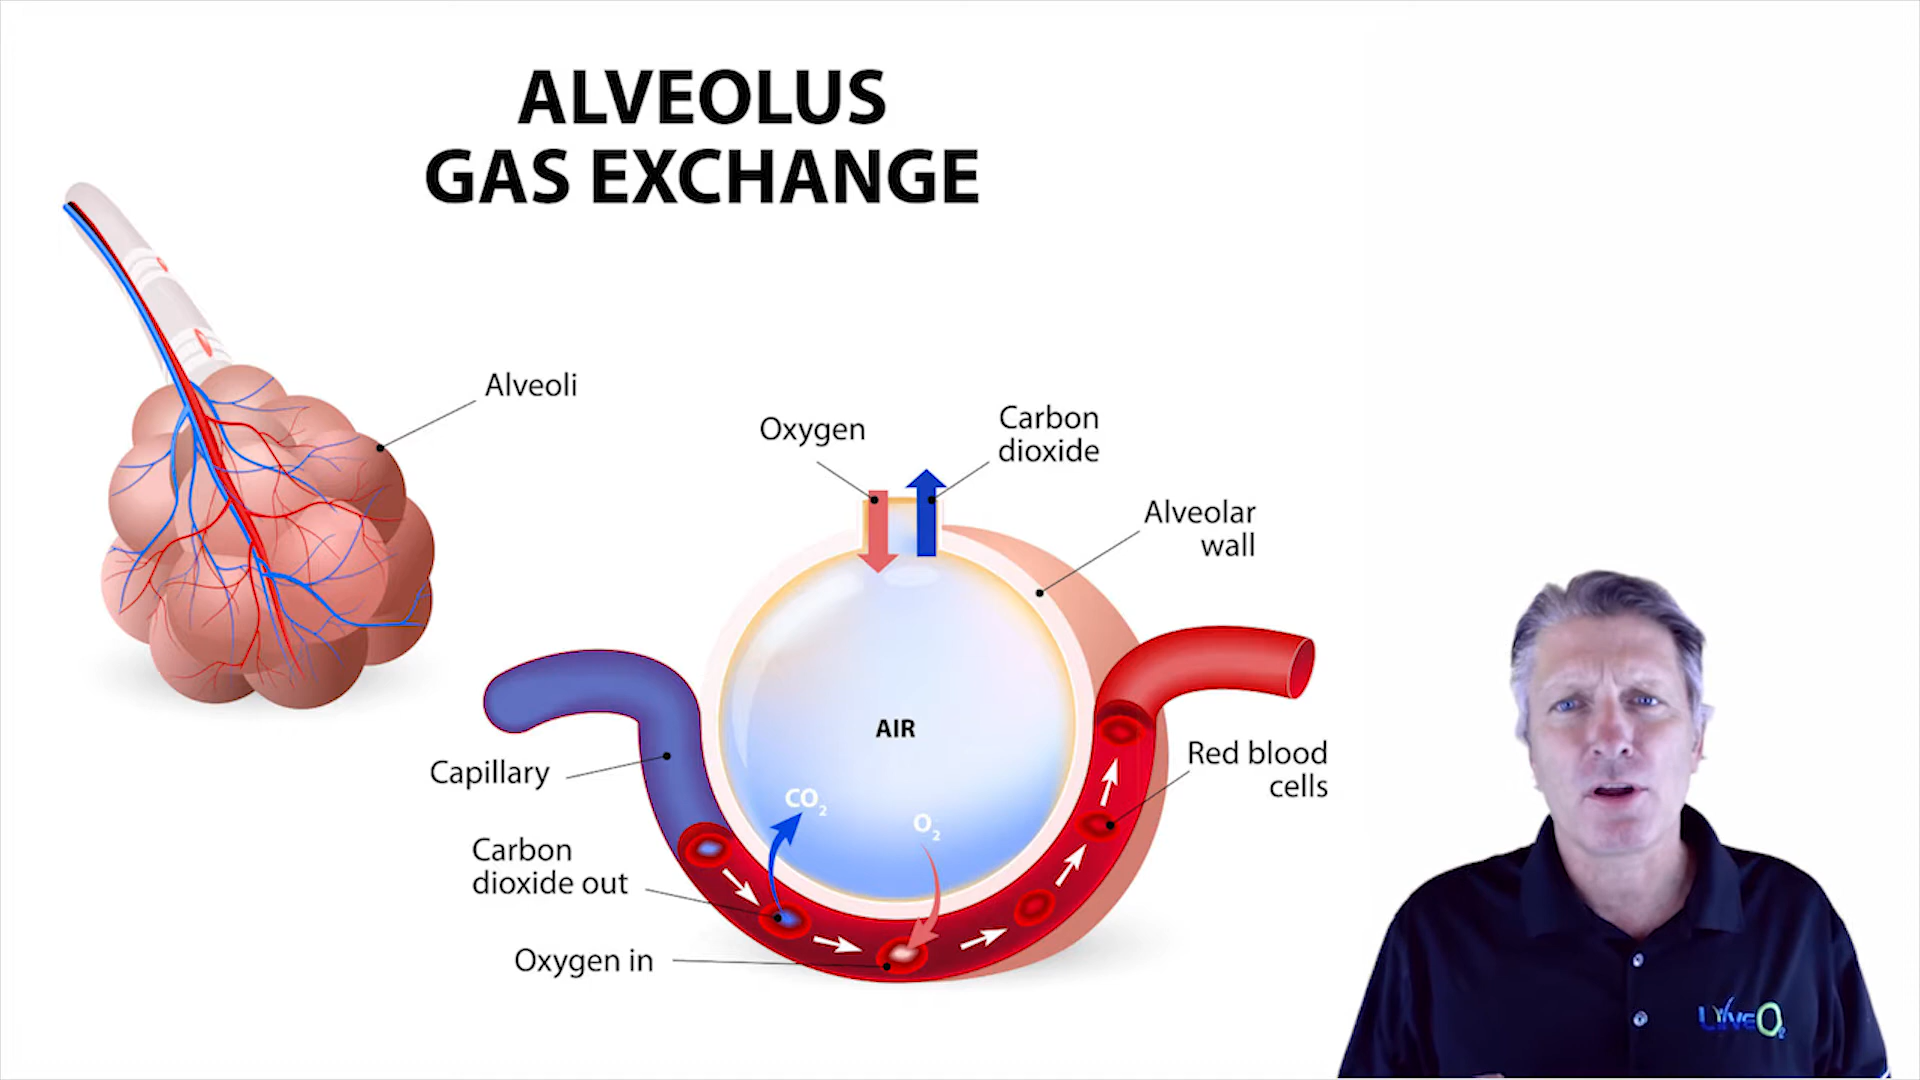 ALVEOLUS
GAS EXCHANGE
Alveoli
Oxygen
Carbon
dioxide
Alveolar
wall
AIR
Capillary
CO₂
O₂
Red blood
cells
Carbon
dioxide out
Oxygen in
LiveO₂